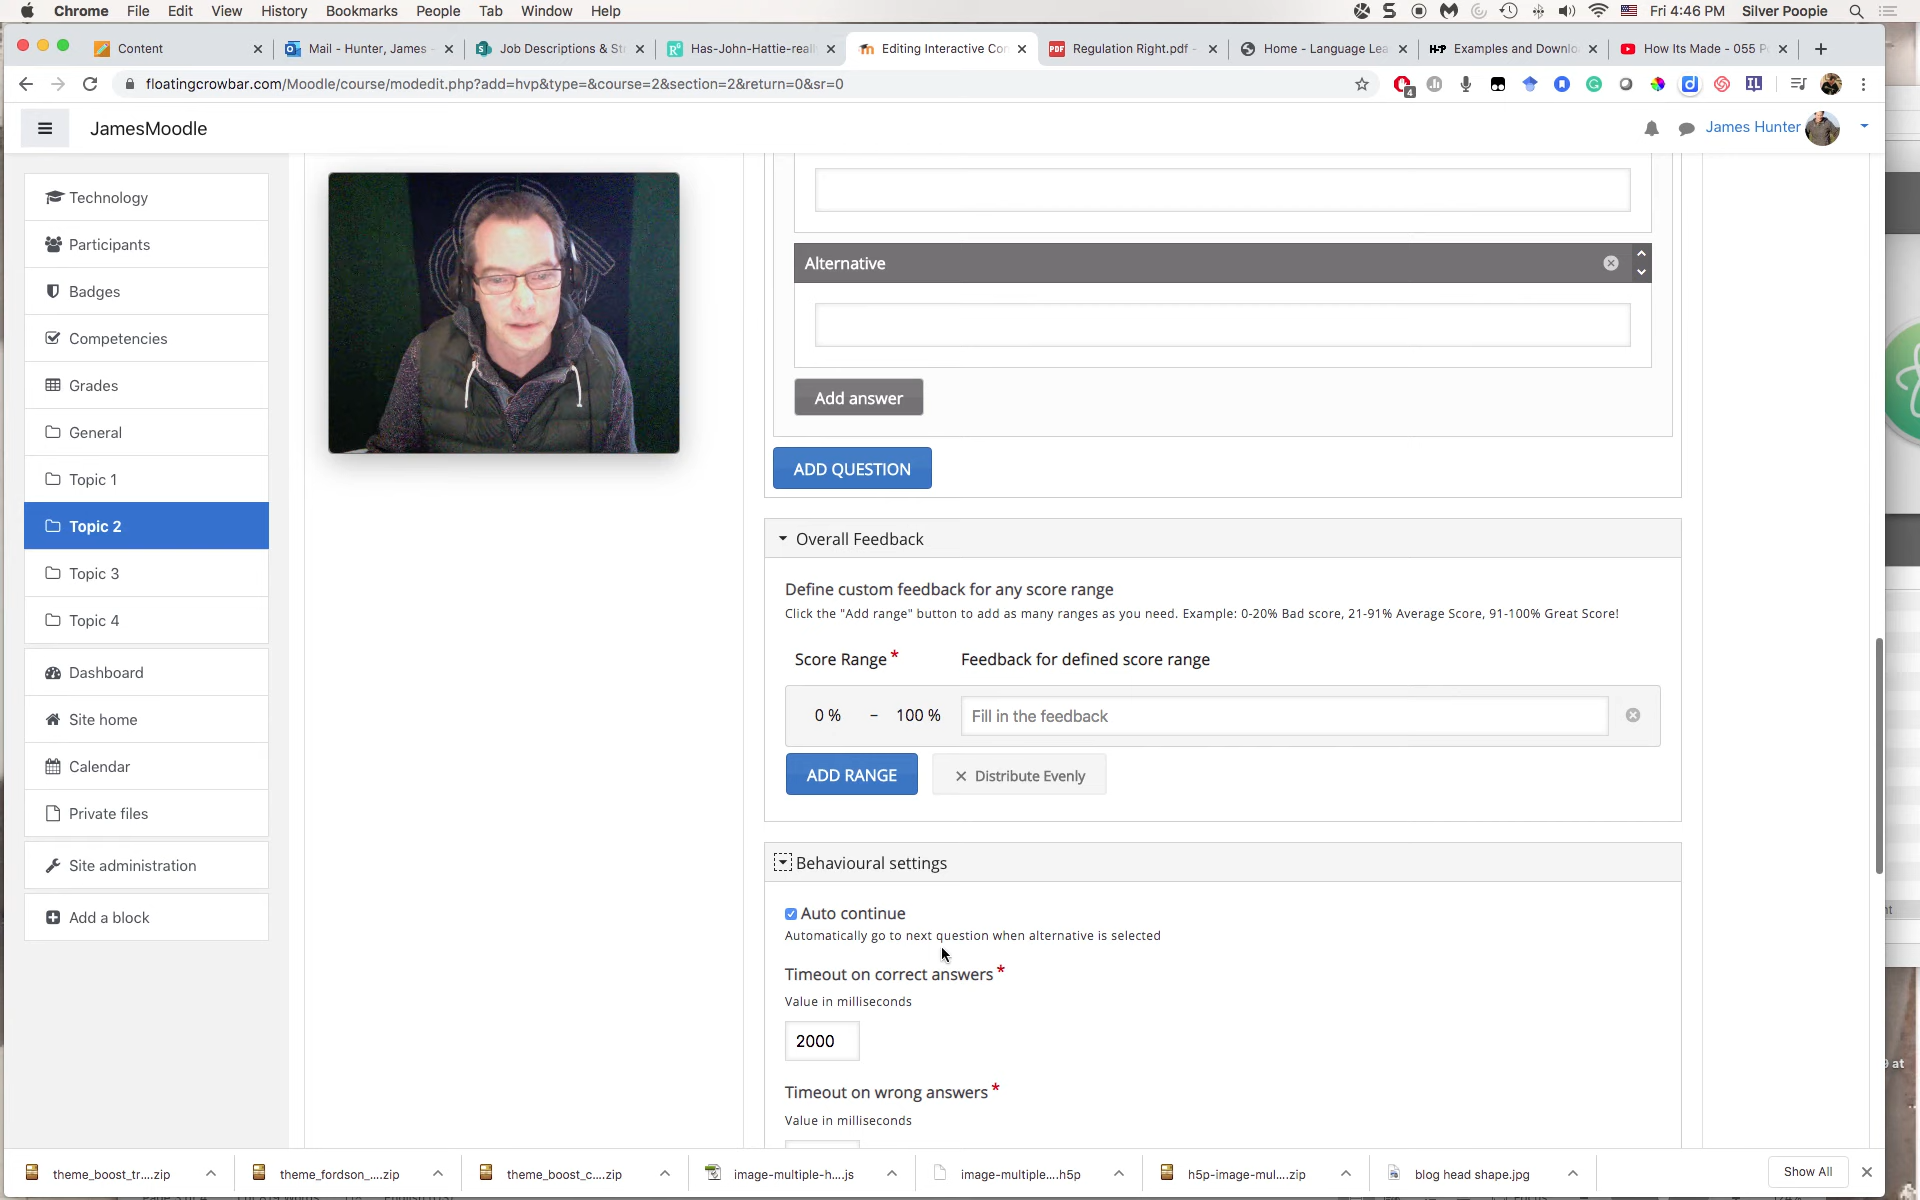 Chrome File Edit View History Bookmarks People Tab Window Help Fri 4:46 PM Silver Poopie
Content
Mail - Hunter, James -
Job Descriptions & St
Has-John-Hattie-reall
Editing Interactive Con
Regulation Right.pdf -
Home - Language Lea
Examples and Downlo
How Its Made - 055 P
floatingcrowbar.com/Moodle/course/modedit.php?add=hvp&type=&course=2&section=2&return=0&sr=0
JamesMoodle
James Hunter
Technology
Participants
Badges
Competencies
Grades
General
Topic 1
Topic 2
Topic 3
Topic 4
Dashboard
Site home
Calendar
Private files
Site administration
Add a block
Alternative
Add answer
ADD QUESTION
Overall Feedback
Define custom feedback for any score range
Click the "Add range" button to add as many ranges as you need. Example: 0-20% Bad score, 21-91% Average Score, 91-100% Great Score!
Score Range * Feedback for defined score range
0 % – 100 % Fill in the feedback
ADD RANGE Distribute Evenly
Behavioural settings
Auto continue
Automatically go to next question when alternative is selected
Timeout on correct answers *
Value in milliseconds
2000
Timeout on wrong answers *
Value in milliseconds
theme_boost_tr....zip
theme_fordson_....zip
theme_boost_c....zip
image-multiple-h....js
image-multiple....h5p
h5p-image-mul....zip
blog head shape.jpg
Show All